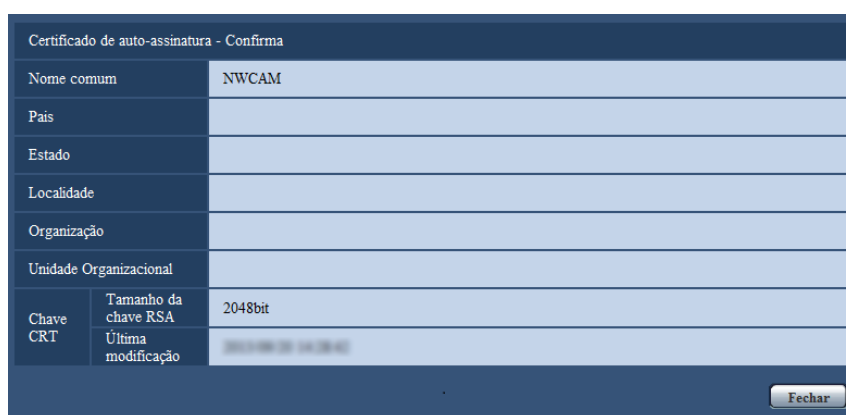 Certificado de auto-assinatura - Confirma
Nome comum NWCAM
Pais
Estado
Localidade
Organização
Unidade Organizacional
Chave CRT
Tamanho da chave RSA
2048bit
Última modificação
Fechar